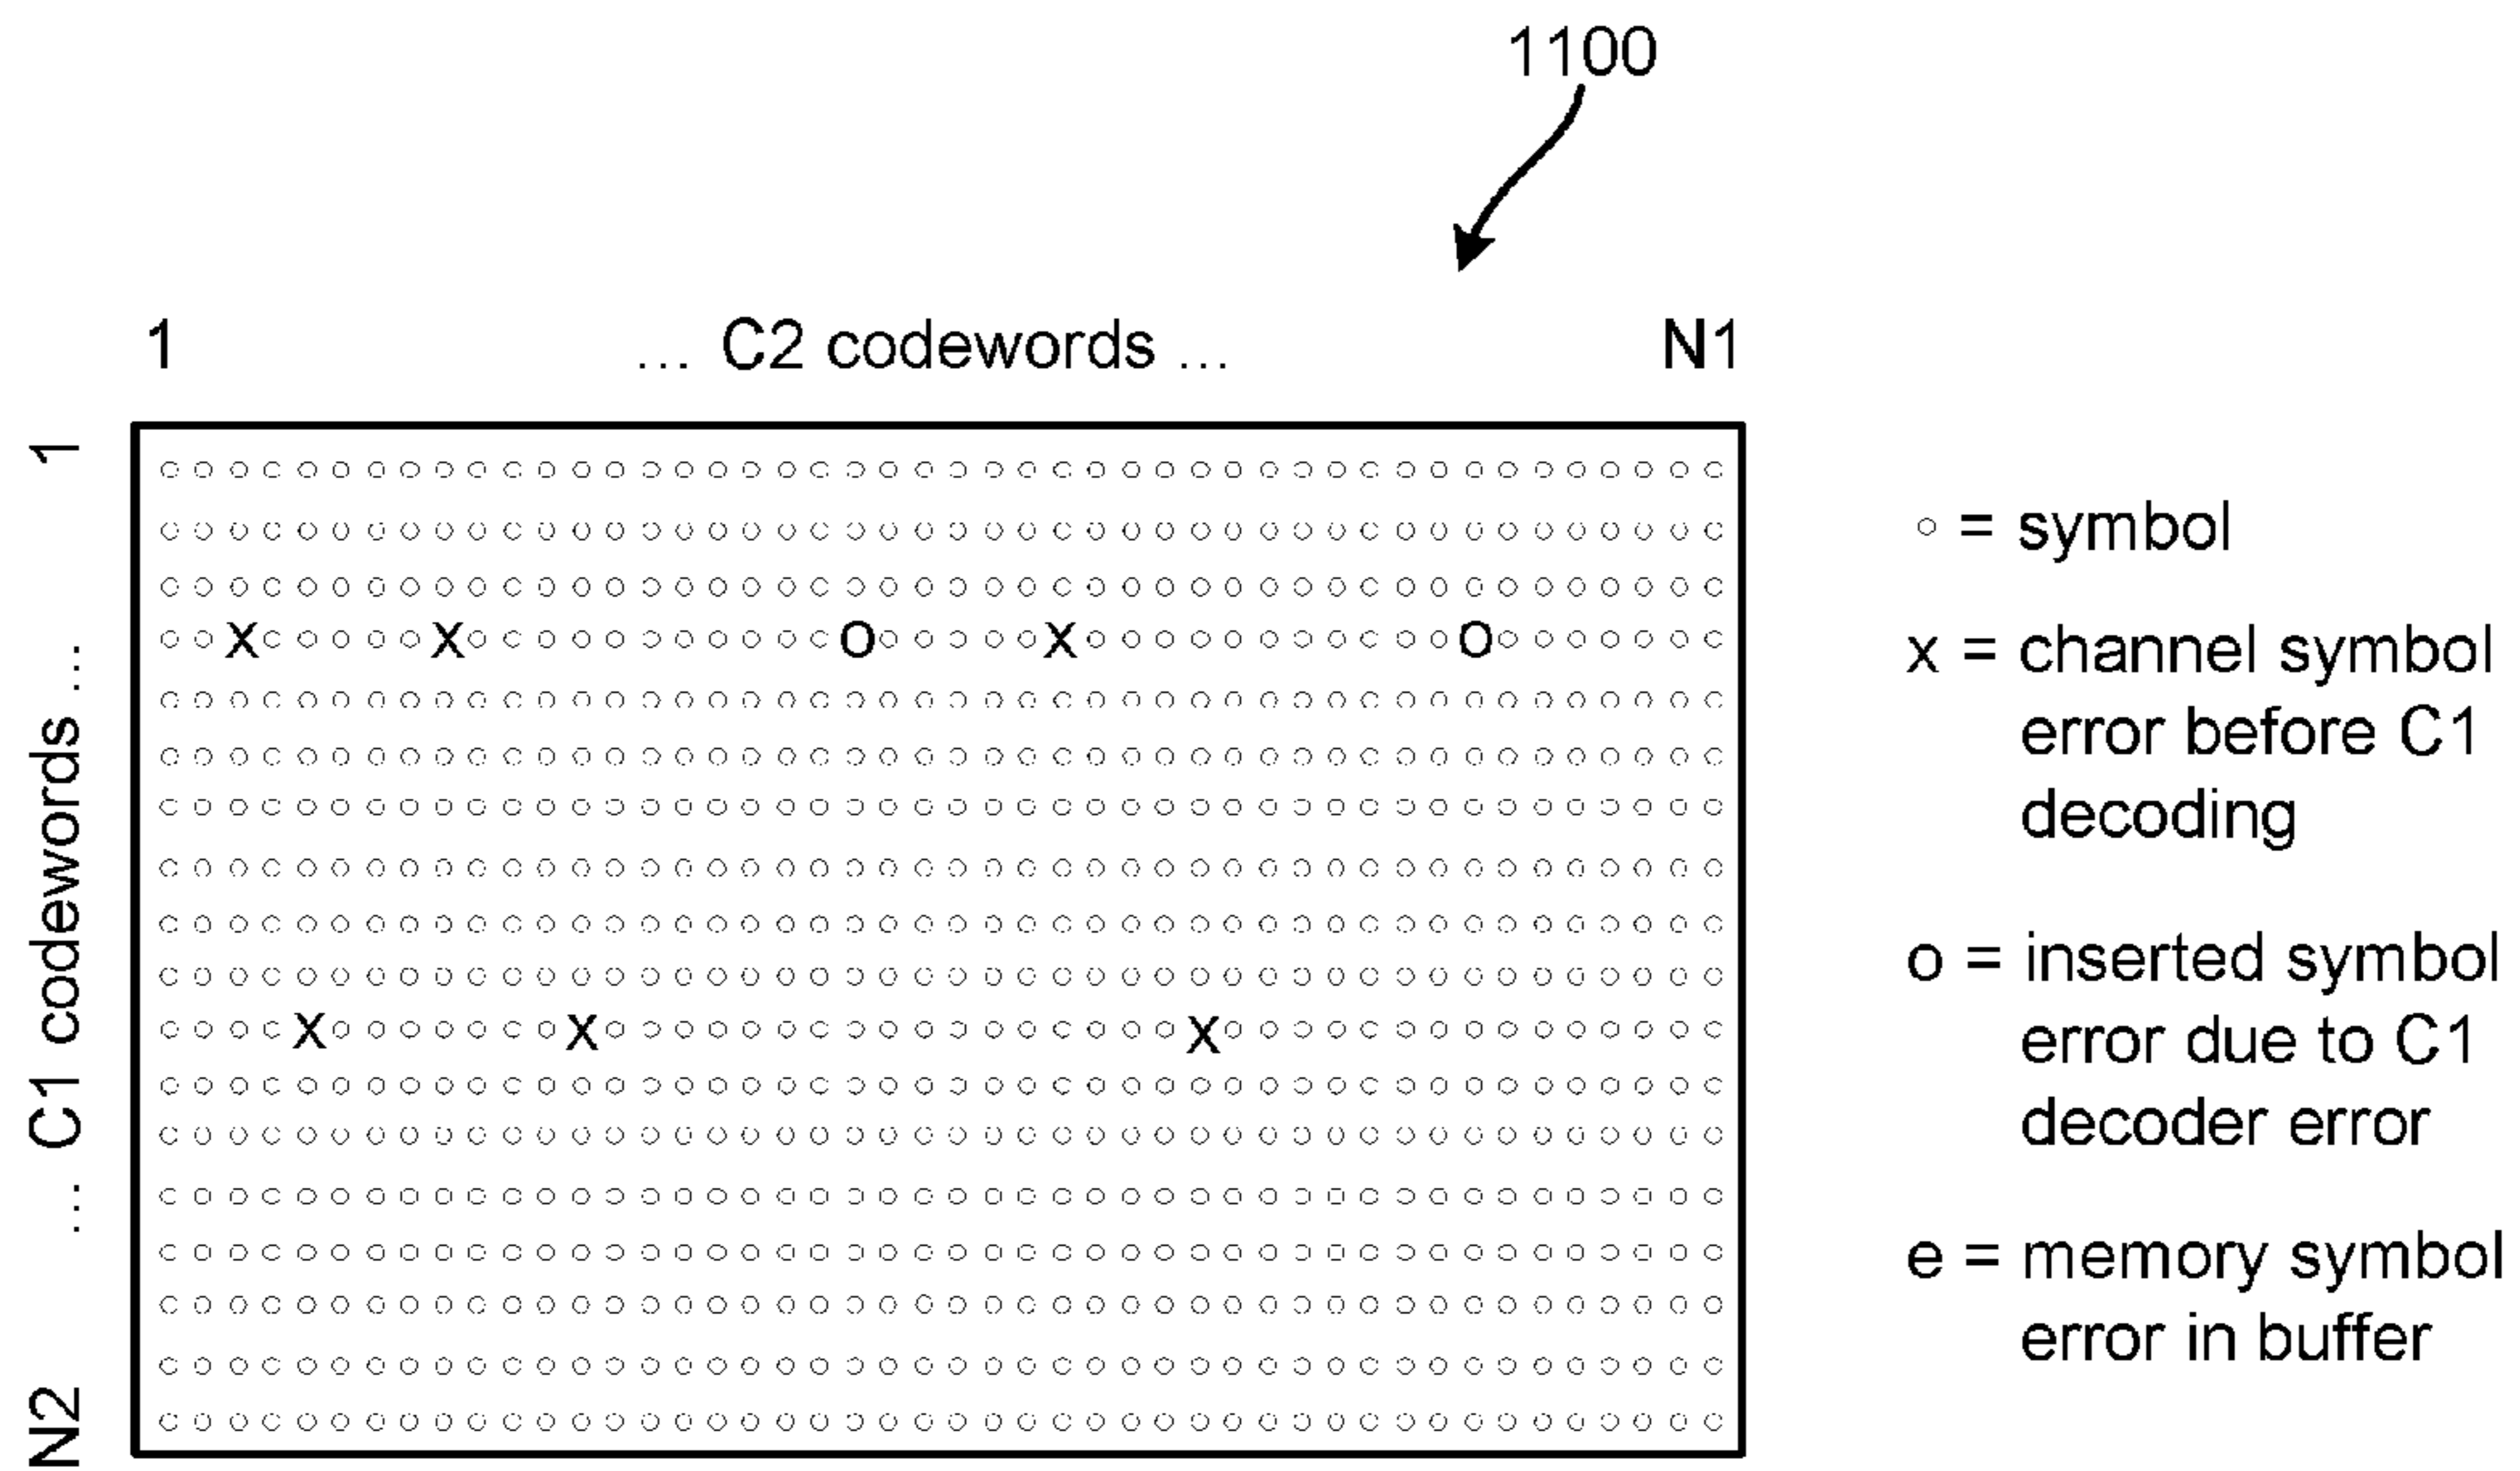 1100
1 ... C2 codewords ... N1
1 ... C1 codewords ... N2
x x o x o
x x x
○ = symbol
x = channel symbol
error before C1
decoding
o = inserted symbol
error due to C1
decoder error
e = memory symbol
error in buffer